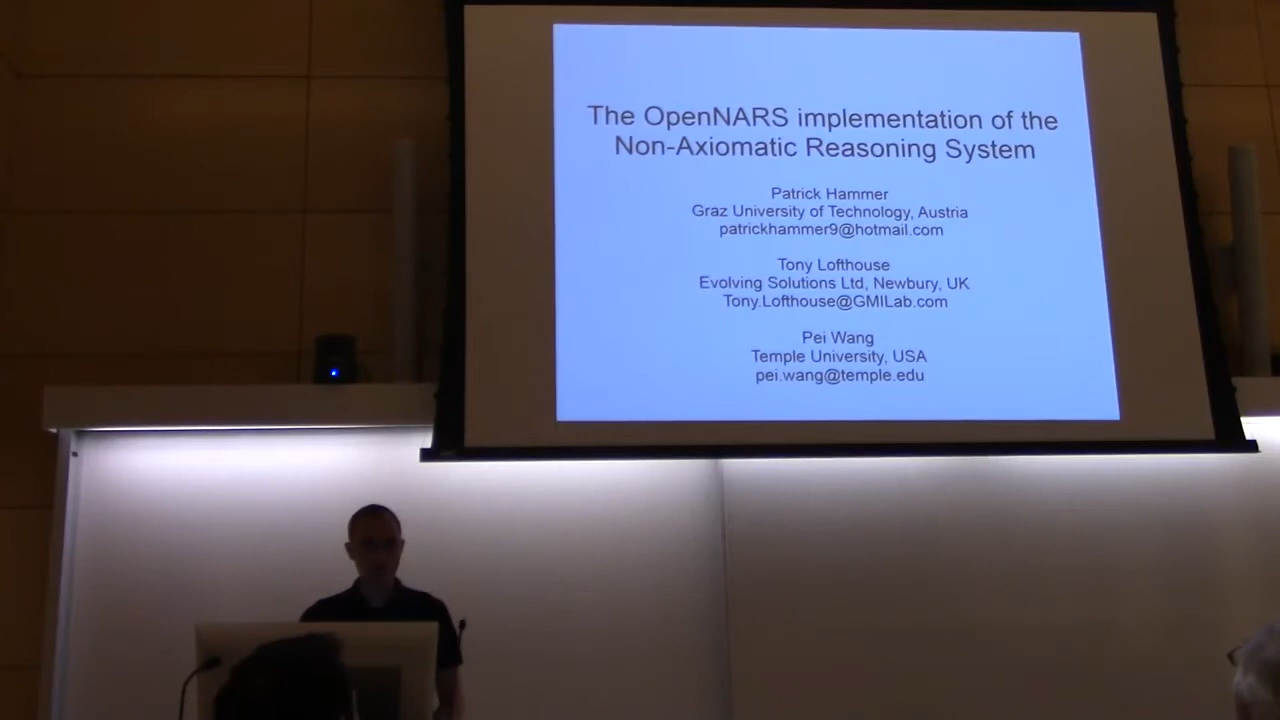 The OpenNARS implementation of the
Non-Axiomatic Reasoning System
Patrick Hammer
Graz University of Technology, Austria
patrickhammer9@hotmail.com
Tony Lofthouse
Evolving Solutions Ltd, Newbury, UK
Tony.Lofthouse@GMILab.com
Pei Wang
Temple University, USA
pei.wang@temple.edu